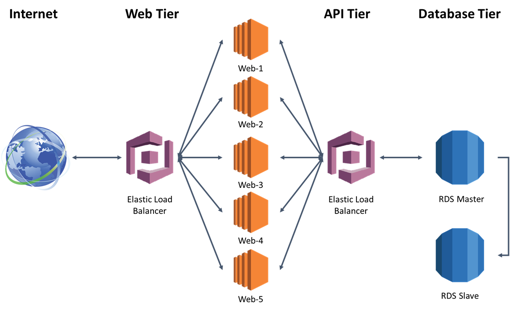 Internet
Web Tier
API Tier
Database Tier
Web-1
Web-2
Web-3
Web-4
Web-5
Elastic Load
Balancer
Elastic Load
Balancer
RDS Master
RDS Slave